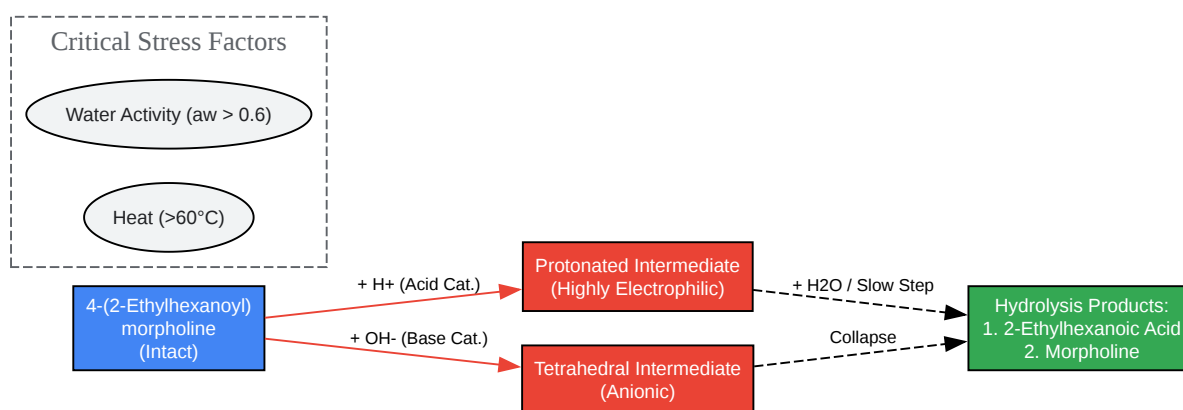 Critical Stress Factors
Water Activity (aw > 0.6)
Heat (>60°C)
4-(2-Ethylhexanoyl)
morpholine
(Intact)
+ H+ (Acid Cat.)
+ OH- (Base Cat.)
Protonated Intermediate
(Highly Electrophilic)
Tetrahedral Intermediate
(Anionic)
+ H2O / Slow Step
Collapse
Hydrolysis Products:
1. 2-Ethylhexanoic Acid
2. Morpholine